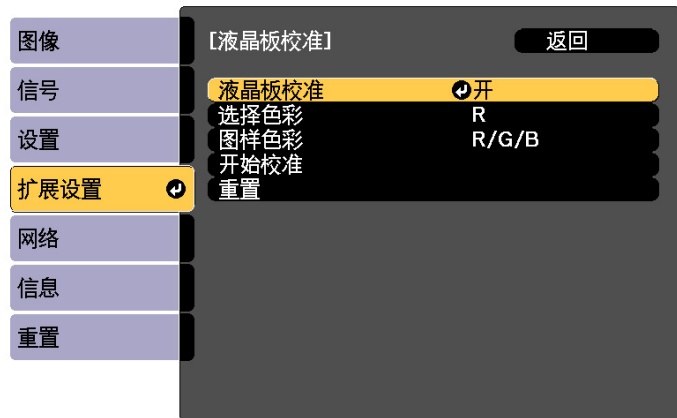 图像
信号
设置
扩展设置
网络
信息
重置
[液晶板校准]
返回
液晶板校准 开
选择色彩 R
图样色彩 R/G/B
开始校准
重置